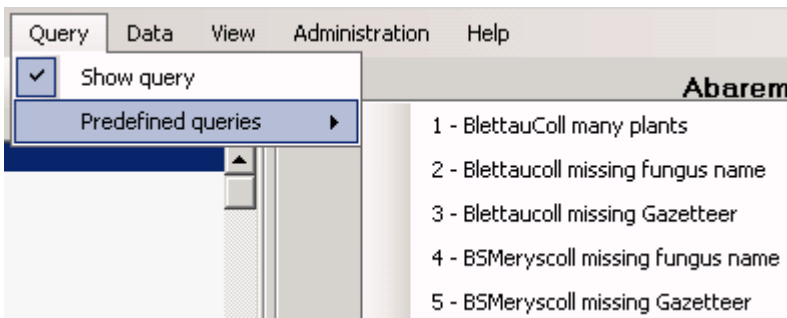 Query Data View Administration Help
Show query
Abarem
Predefined queries
1 - BlettauColl many plants
2 - Blettaucoll missing fungus name
3 - Blettaucoll missing Gazetteer
4 - BSMeryscoll missing fungus name
5 - BSMeryscoll missing Gazetteer